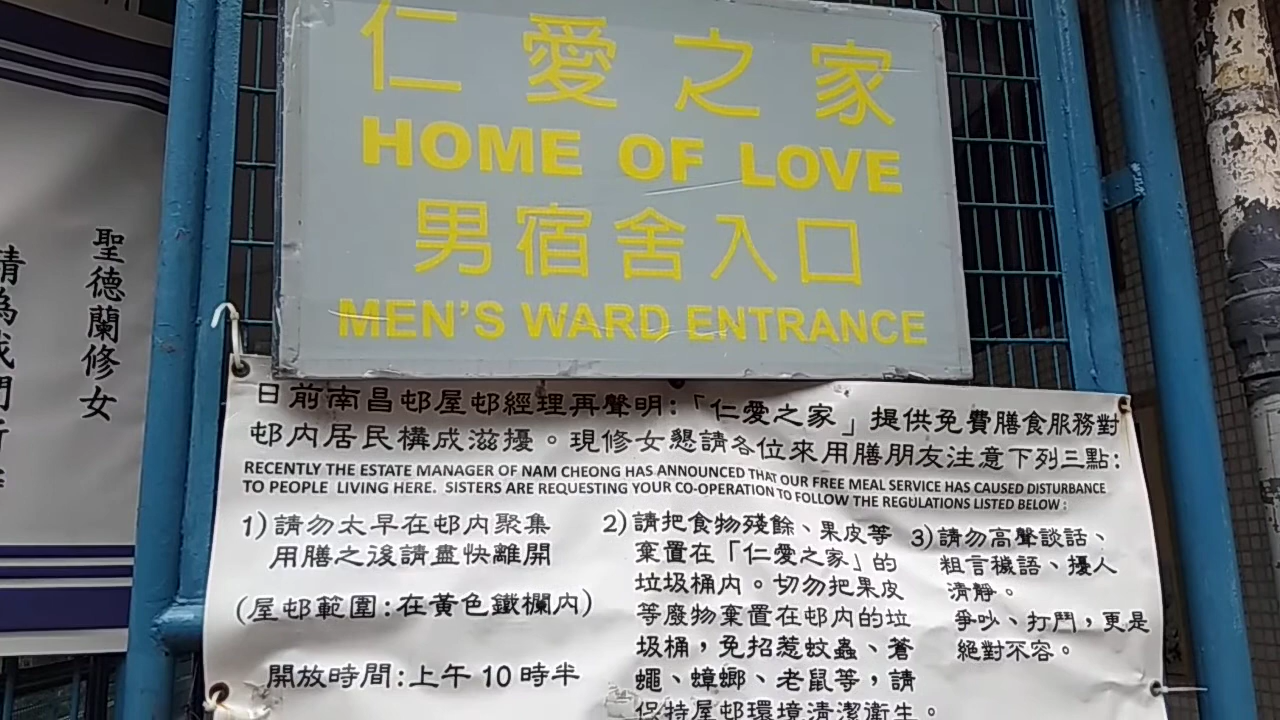 仁愛之家
HOME OF LOVE
男宿舍入口
MEN'S WARD ENTRANCE
聖德蘭修女
請為我們祈
日前南昌邨屋邨經理再聲明:「仁愛之家」提供免費膳食服務對
邨內居民構成滋擾。現修女懇請各位來用膳朋友注意下列三點:
RECENTLY THE ESTATE MANAGER OF NAM CHEONG HAS ANNOUNCED THAT OUR FREE MEAL SERVICE HAS CAUSED DISTURBANCE
TO PEOPLE LIVING HERE. SISTERS ARE REQUESTING YOUR CO-OPERATION TO FOLLOW THE REGULATIONS LISTED BELOW :
1)請勿太早在邨內聚集
用膳之後請盡快離開
(屋邨範圍:在黃色鐵欄內)
開放時間:上午10時半
2)請把食物殘餘、果皮等
棄置在「仁愛之家」的
垃圾桶內。切勿把果皮
等廢物棄置在邨內的垃
圾桶,免招惹蚊蟲、蒼
蠅、蟑螂、老鼠等,請
保持屋邨環境清潔衛生。
3)請勿高聲談話、
粗言穢語、擾人
清靜。
爭吵、打鬥,更是
絕對不容。